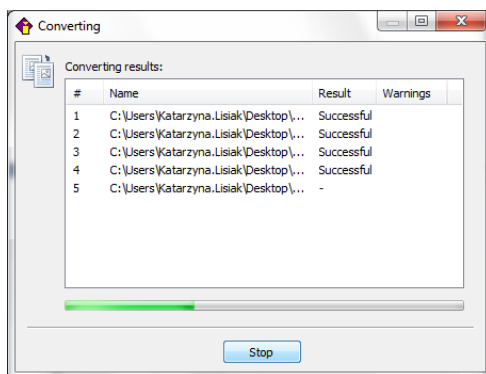 Converting
Converting results:
# Name Result Warnings
1 C:\Users\Katarzyna.Lisiak\Desktop\... Successful
2 C:\Users\Katarzyna.Lisiak\Desktop\... Successful
3 C:\Users\Katarzyna.Lisiak\Desktop\... Successful
4 C:\Users\Katarzyna.Lisiak\Desktop\... Successful
5 C:\Users\Katarzyna.Lisiak\Desktop\... -
Stop